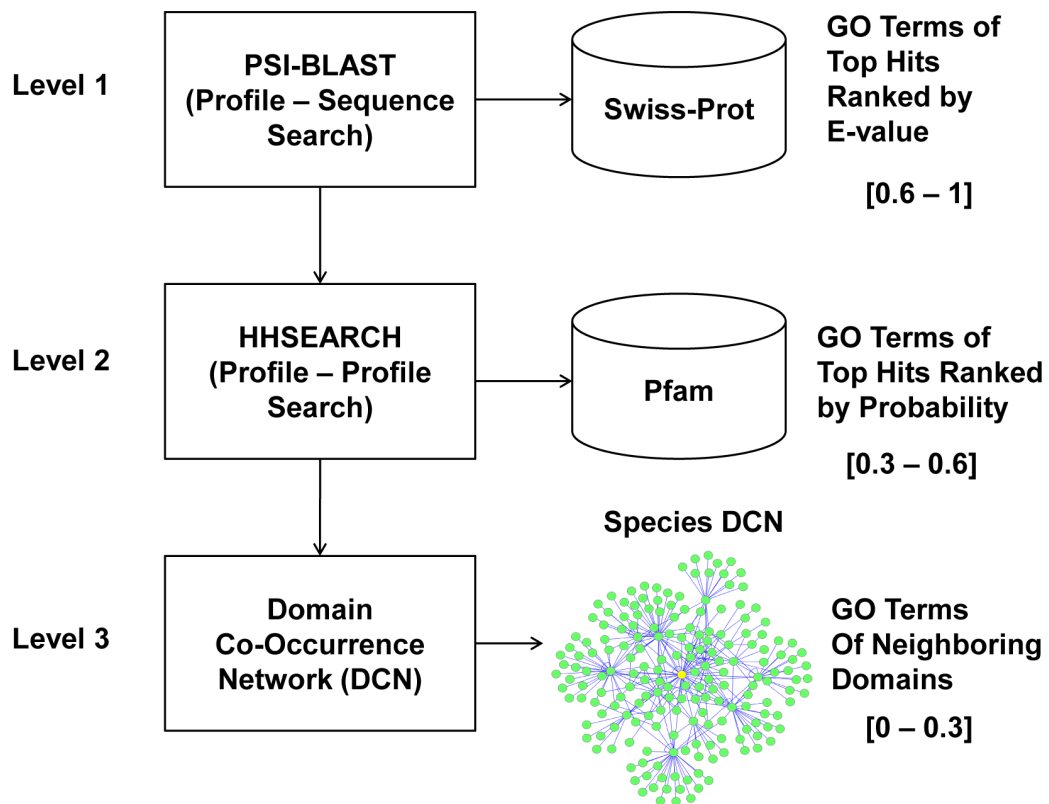 Level 1
PSI-BLAST
(Profile – Sequence
Search)
Swiss-Prot
GO Terms of
Top Hits
Ranked by
E-value
[0.6 – 1]
Level 2
HHSEARCH
(Profile – Profile
Search)
Pfam
GO Terms of
Top Hits Ranked
by Probability
[0.3 – 0.6]
Species DCN
Level 3
Domain
Co-Occurrence
Network (DCN)
GO Terms
Of Neighboring
Domains
[0 – 0.3]